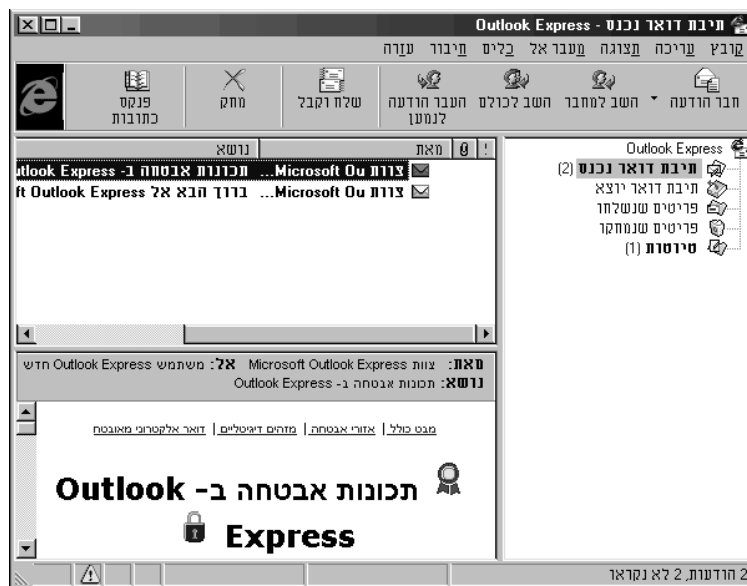 תיבת דואר נכנס - Outlook Express
קובץ עריכה תצוגה מעבר אל כלים חיבור עזרה
חבר הודעה
השב למחבר
השב לכולם
העבר הודעה לנמען
שלח וקבל
מחק
פנקס כתובות
Outlook Express
תיבת דואר נכנס (2)
תיבת דואר יוצא
פריטים שנשלחו
פריטים שנמחקו
טיוטות (1)
! מאת נושא
צוות Microsoft Ou... תכונות אבטחה ב- utlook Express
צוות Microsoft Ou... ברוך הבא אל ft Outlook Express
מאת: צוות Microsoft Outlook Express אל: משתמש Outlook Express חדש
נושא: תכונות אבטחה ב- Outlook Express
מבט כולל | אזורי אבטחה | מזהים דיגיטליים | דואר אלקטרוני מאובטח
תכונות אבטחה ב- Outlook
Express
2 הודעות, 2 לא נקראו